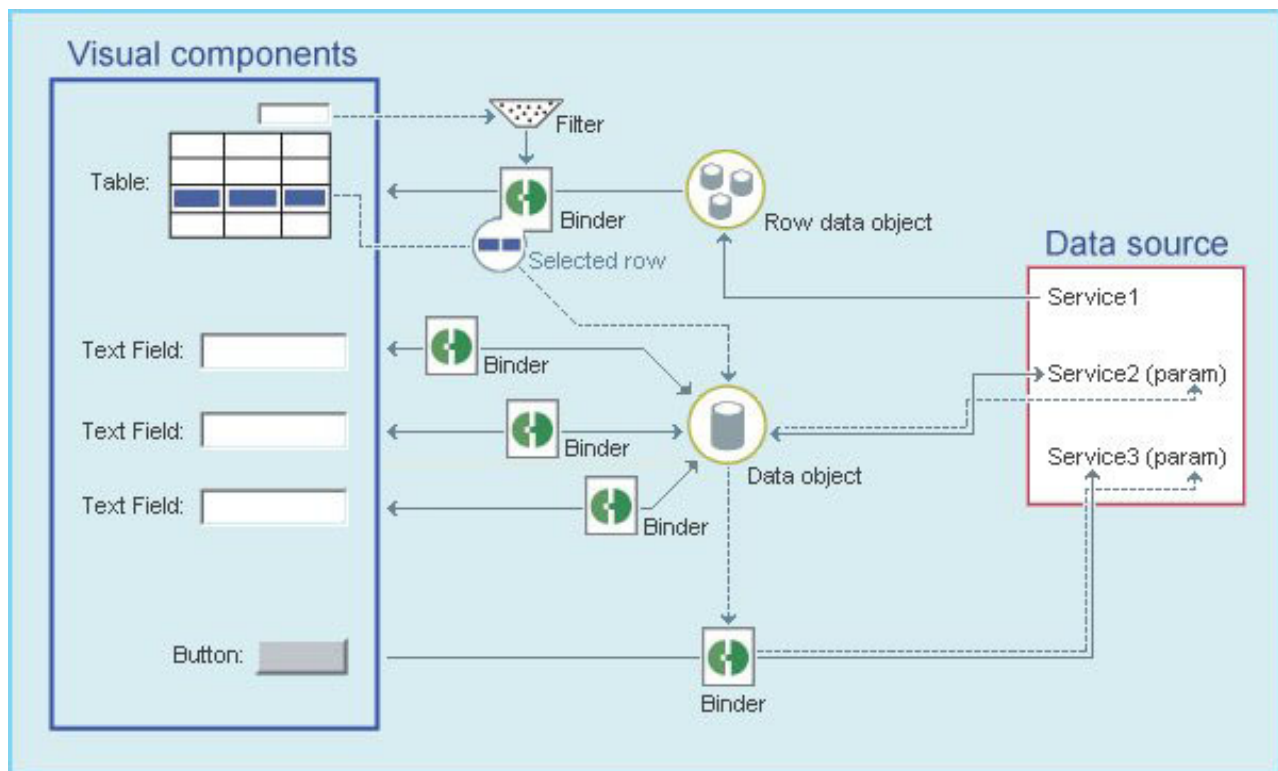 Visual components
Filter
Table:
Binder
Row data object
Selected row
Data source
Service1
Text Field:
Binder
Service2 (param)
Text Field:
Binder
Service3 (param)
Data object
Text Field:
Binder
Button:
Binder